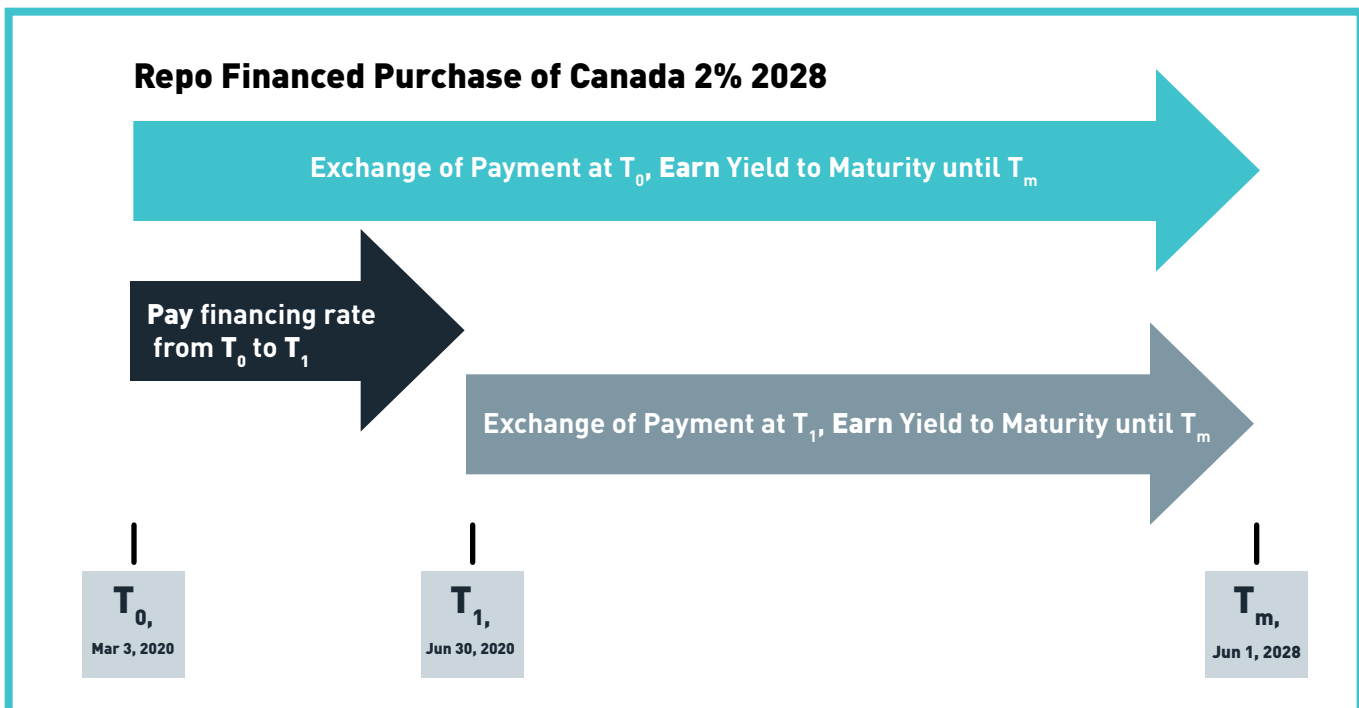 Repo Financed Purchase of Canada 2% 2028
Exchange of Payment at T0, Earn Yield to Maturity until Tm
Pay financing rate
from T0 to T1
Exchange of Payment at T1, Earn Yield to Maturity until Tm
T0,
Mar 3, 2020
T1,
Jun 30, 2020
Tm,
Jun 1, 2028